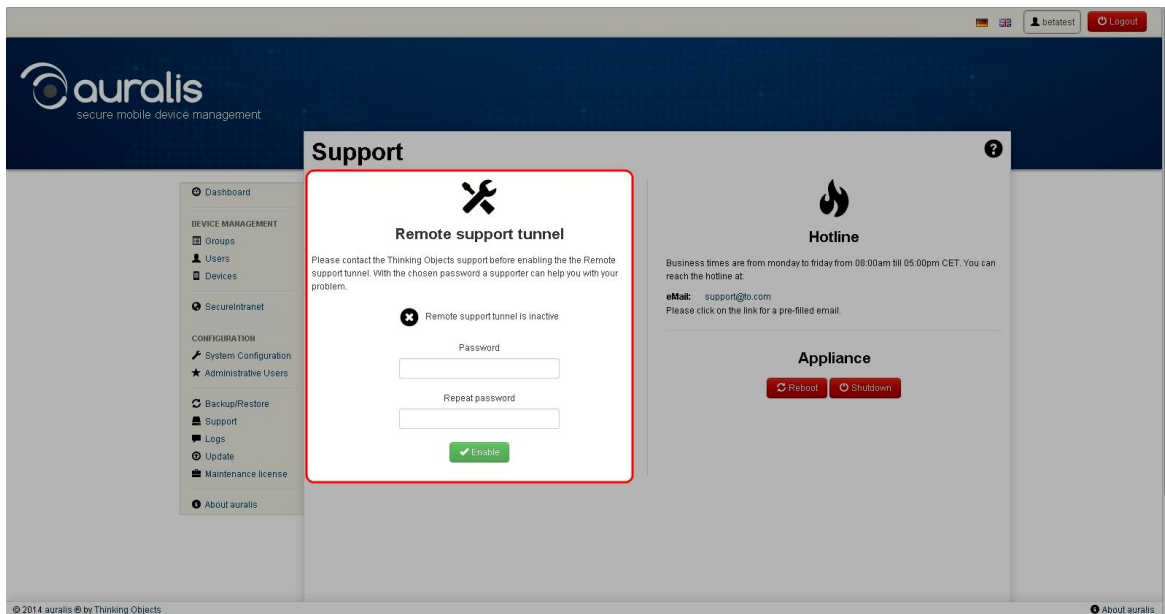 betatest
Logout
auralis
secure mobile device management
Support
Dashboard
DEVICE MANAGEMENT
Groups
Users
Devices
SecureIntranet
CONFIGURATION
System Configuration
Administrative Users
Backup/Restore
Support
Logs
Update
Maintenance license
About auralis
Remote support tunnel
Please contact the Thinking Objects support before enabling the the Remote
support tunnel. With the chosen password a supporter can help you with your
problem.
Remote support tunnel is inactive
Password
Repeat password
Enable
Hotline
Business times are from monday to friday from 08:00am till 05:00pm CET. You can
reach the hotline at:
eMail: support@to.com
Please click on the link for a pre-filled email.
Appliance
Reboot Shutdown
© 2014 auralis ® by Thinking Objects
About auralis